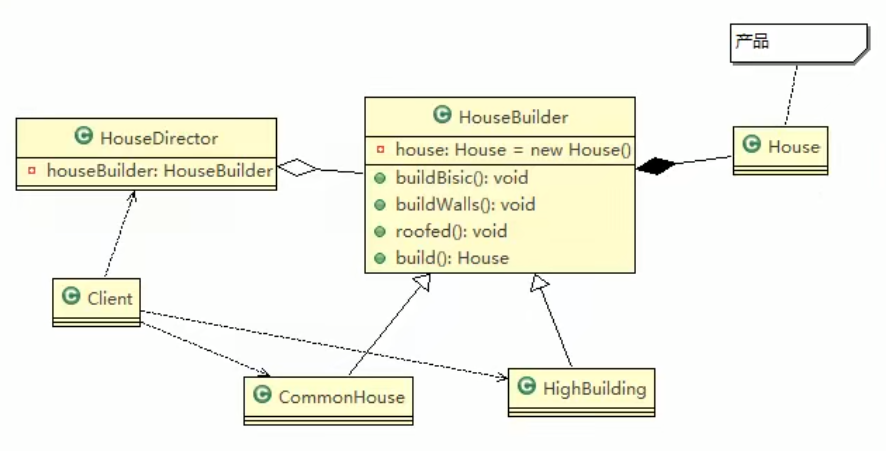 产品
C HouseDirector
houseBuilder: HouseBuilder
C HouseBuilder
house: House = new House()
buildBisic(): void
buildWalls(): void
roofed(): void
build(): House
C House
C Client
C CommonHouse
C HighBuilding